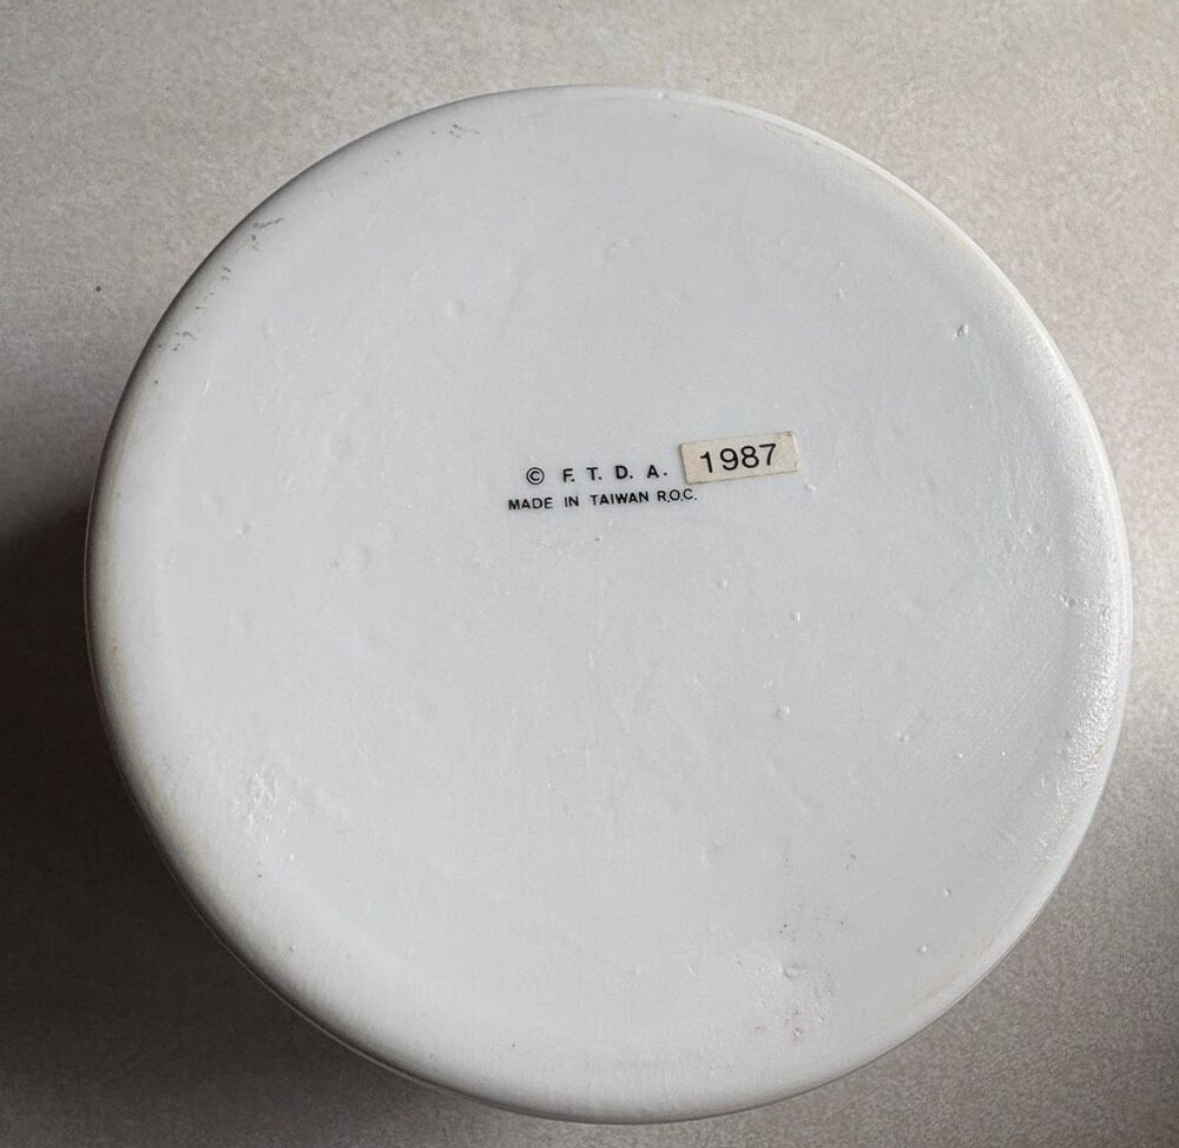 © F. T. D. A. 1987
MADE IN TAIWAN R.O.C.